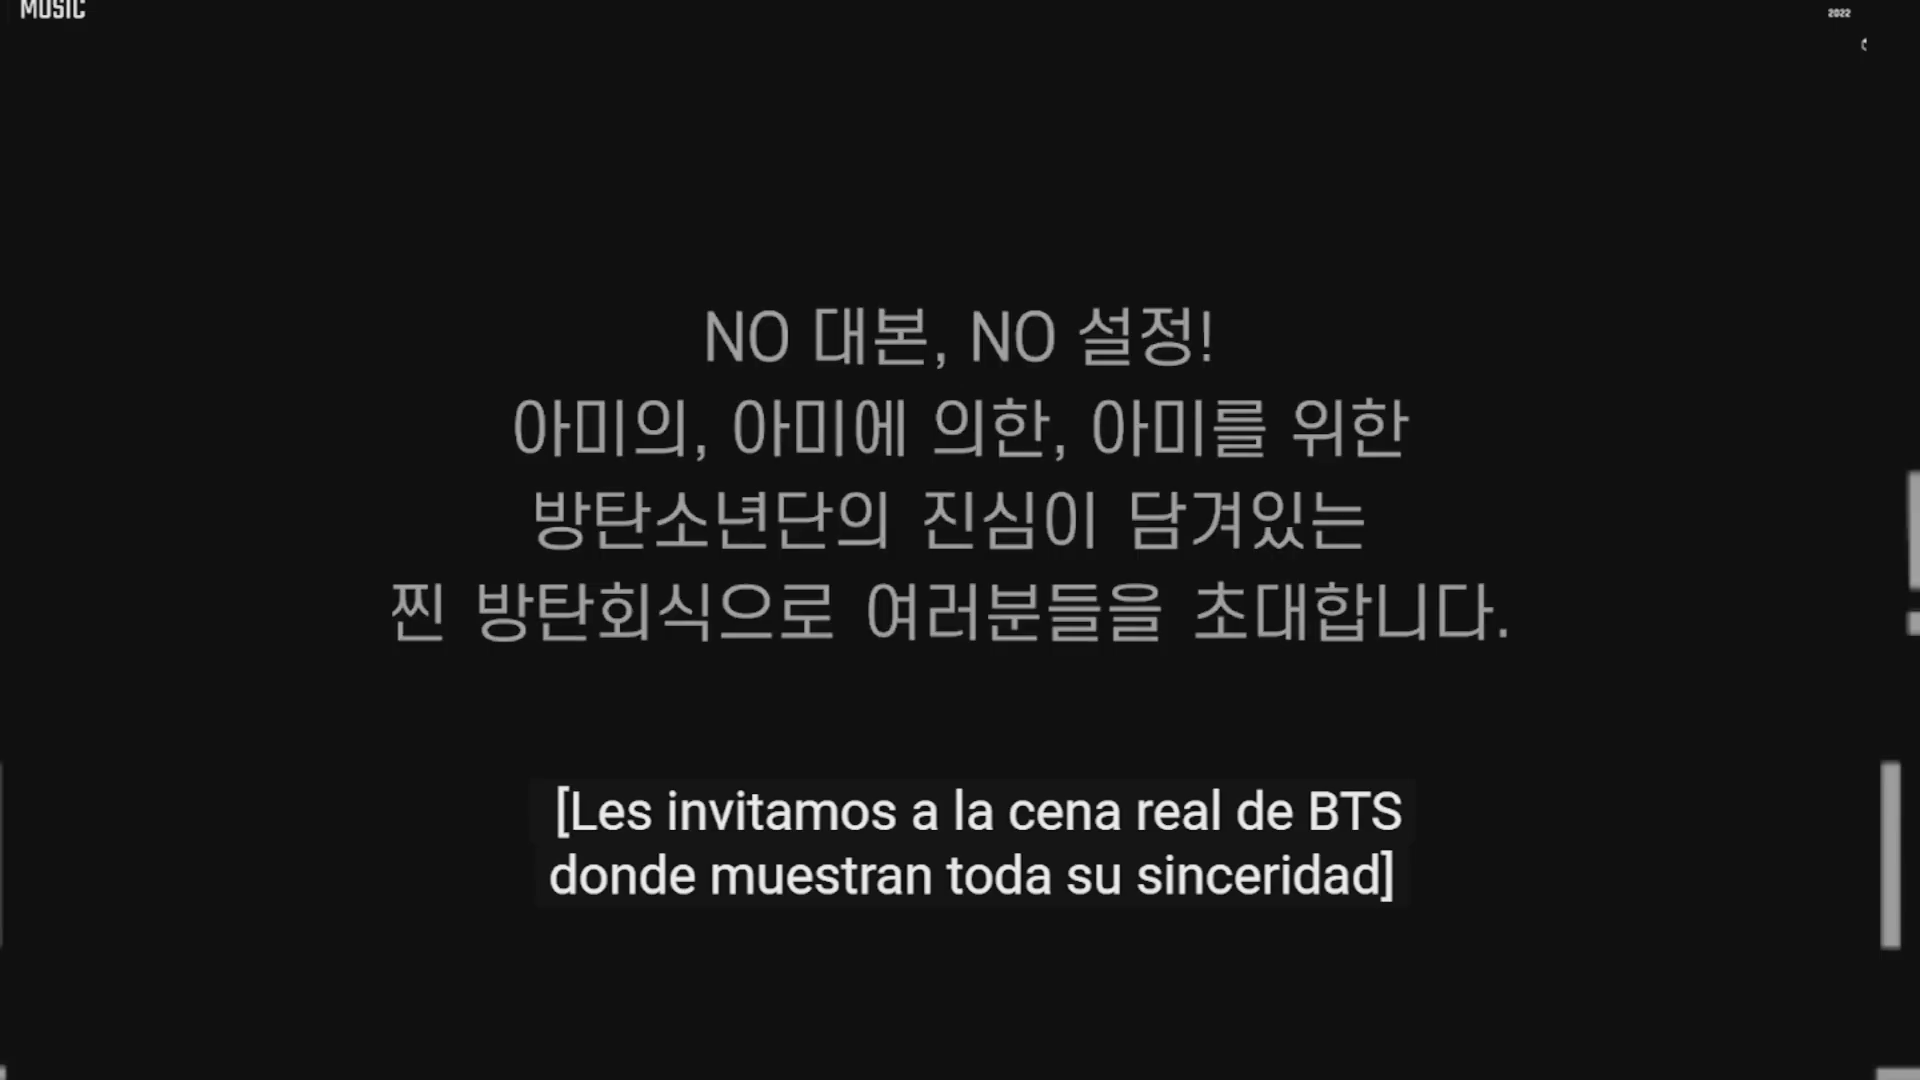 MUSIC
2022
NO 대본, NO 설정!
아미의, 아미에 의한, 아미를 위한
방탄소년단의 진심이 담겨있는
찐 방탄회식으로 여러분들을 초대합니다.
[Les invitamos a la cena real de BTS
donde muestran toda su sinceridad]